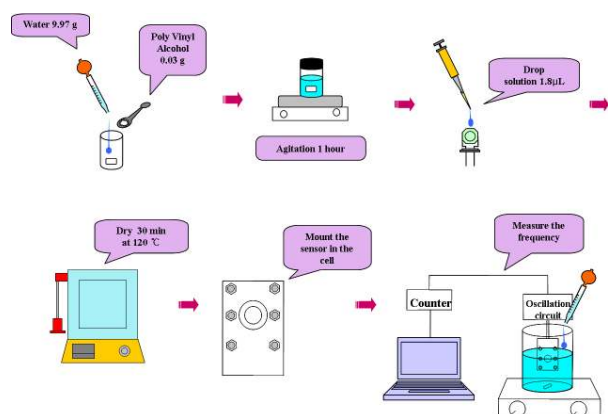 Water 9.97 g
Poly Vinyl
Alcohol
0.03 g
Agitation 1 hour
Drop
solution 1.8μL
Dry 30 min
at 120 ℃
Mount the
sensor in the
cell
Measure the
frequency
Counter
Oscillation
circuit